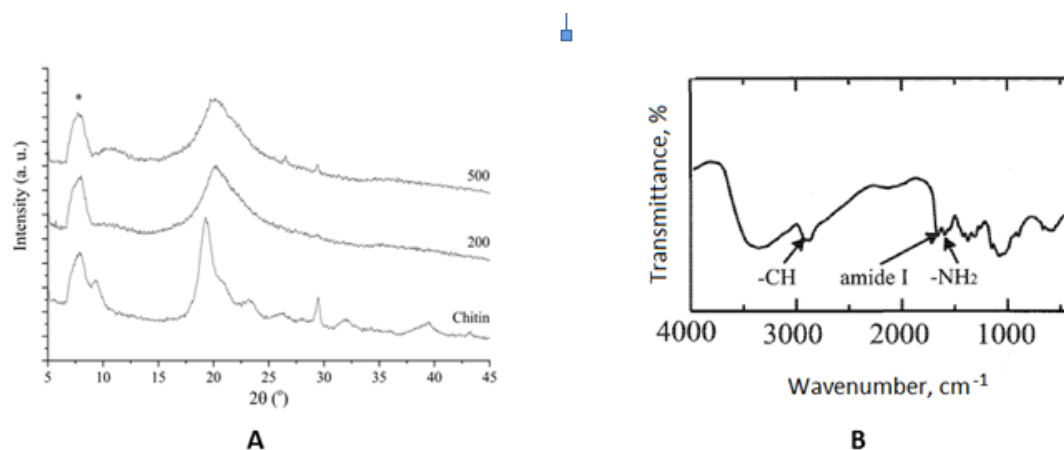 Intensity (a. u.)
*
500
200
Chitin
5 10 15 20 25 30 35 40 45
2θ (°)
A
Transmittance, %
-CH
amide I
-NH₂
4000 3000 2000 1000
Wavenumber, cm⁻¹
B